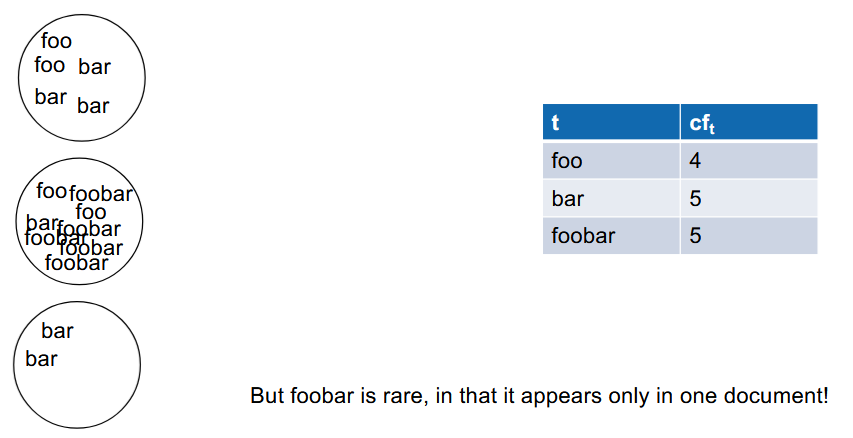 foo
foo bar
bar bar
foo foobar
foo
bar foobar
foobar
foobar
foobar
bar
bar
t cfₜ
foo 4
bar 5
foobar 5
But foobar is rare, in that it appears only in one document!